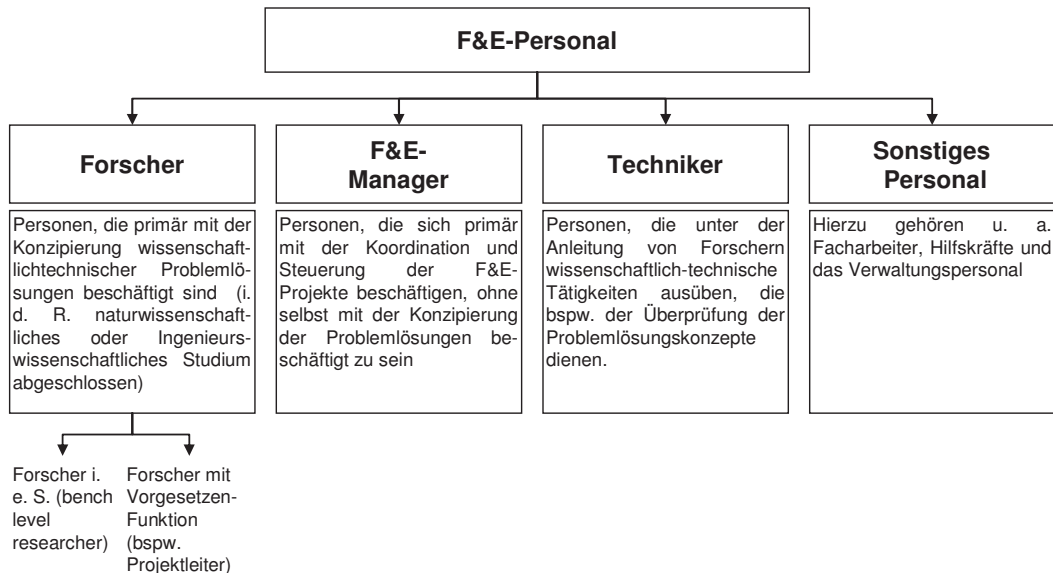 F&E-Personal
Forscher
F&E-
Manager
Techniker
Sonstiges
Personal
Personen, die primär mit der
Konzipierung wissenschaft-
lichtechnischer Problemlö-
sungen beschäftigt sind (i.
d. R. naturwissenschaft-
liches oder Ingenieurs-
wissenschaftliches Studium
abgeschlossen)
Personen, die sich primär
mit der Koordination und
Steuerung der F&E-
Projekte beschäftigen, ohne
selbst mit der Konzipierung
der Problemlösungen be-
schäftigt zu sein
Personen, die unter der
Anleitung von Forschern
wissenschaftlich-technische
Tätigkeiten ausüben, die
bspw. der Überprüfung der
Problemlösungskonzepte
dienen.
Hierzu gehören u. a.
Facharbeiter, Hilfskräfte und
das Verwaltungspersonal
Forscher i.
e. S. (bench
level
researcher)
Forscher mit
Vorgesetzen-
Funktion
(bspw.
Projektleiter)